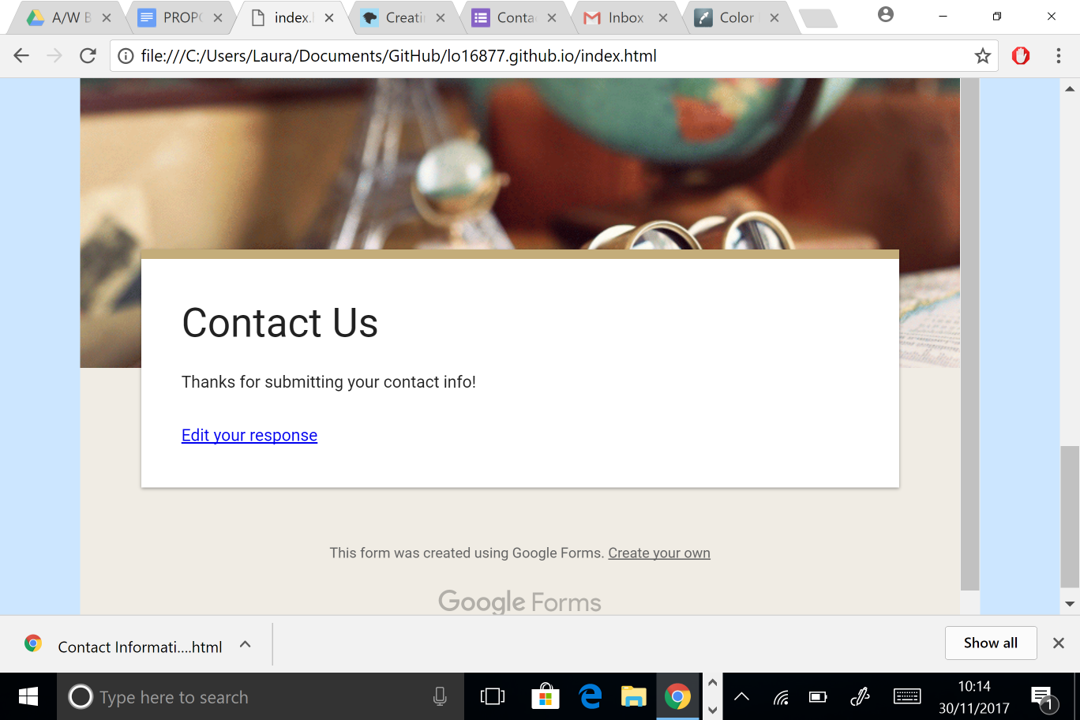 A/W B
PROP
index.
Creati
Conta
Inbox
Color
file:///C:/Users/Laura/Documents/GitHub/lo16877.github.io/index.html
Contact Us
Thanks for submitting your contact info!
Edit your response
This form was created using Google Forms. Create your own
Google Forms
Contact Informati....html
Show all
Type here to search
10:14
30/11/2017
1